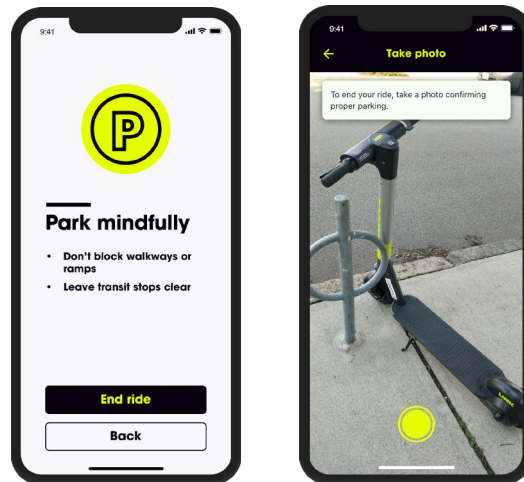 9:41
P
Park mindfully
• Don't block walkways or
ramps
• Leave transit stops clear
End ride
Back
9:41
Take photo
To end your ride, take a photo confirming
proper parking.
LINK